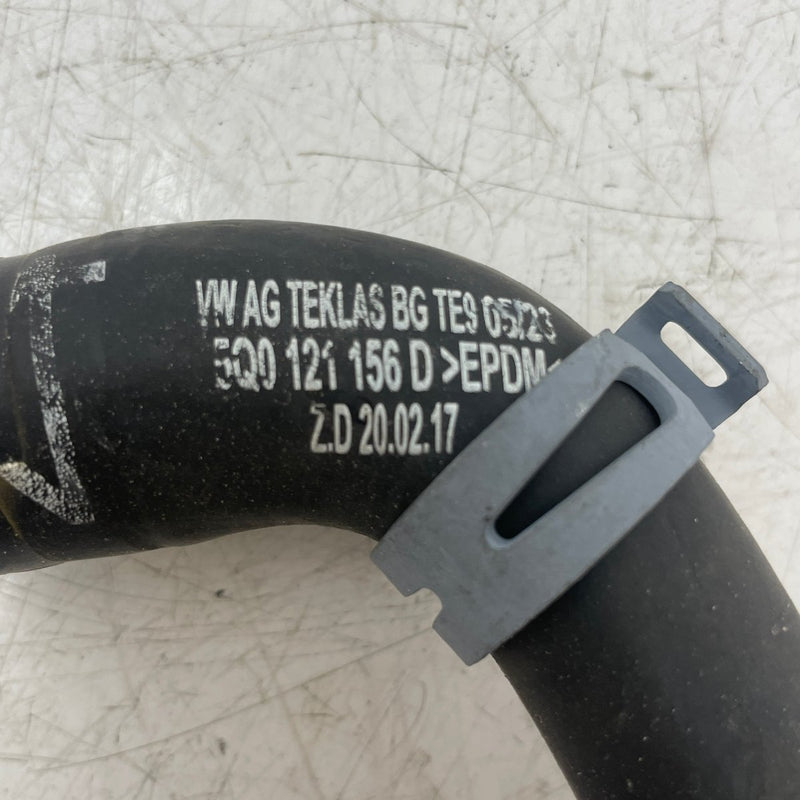 VW AG TEKLAS BG TE9 05/23
5Q0 121 156 D >EPDM<
Z.D 20.02.17